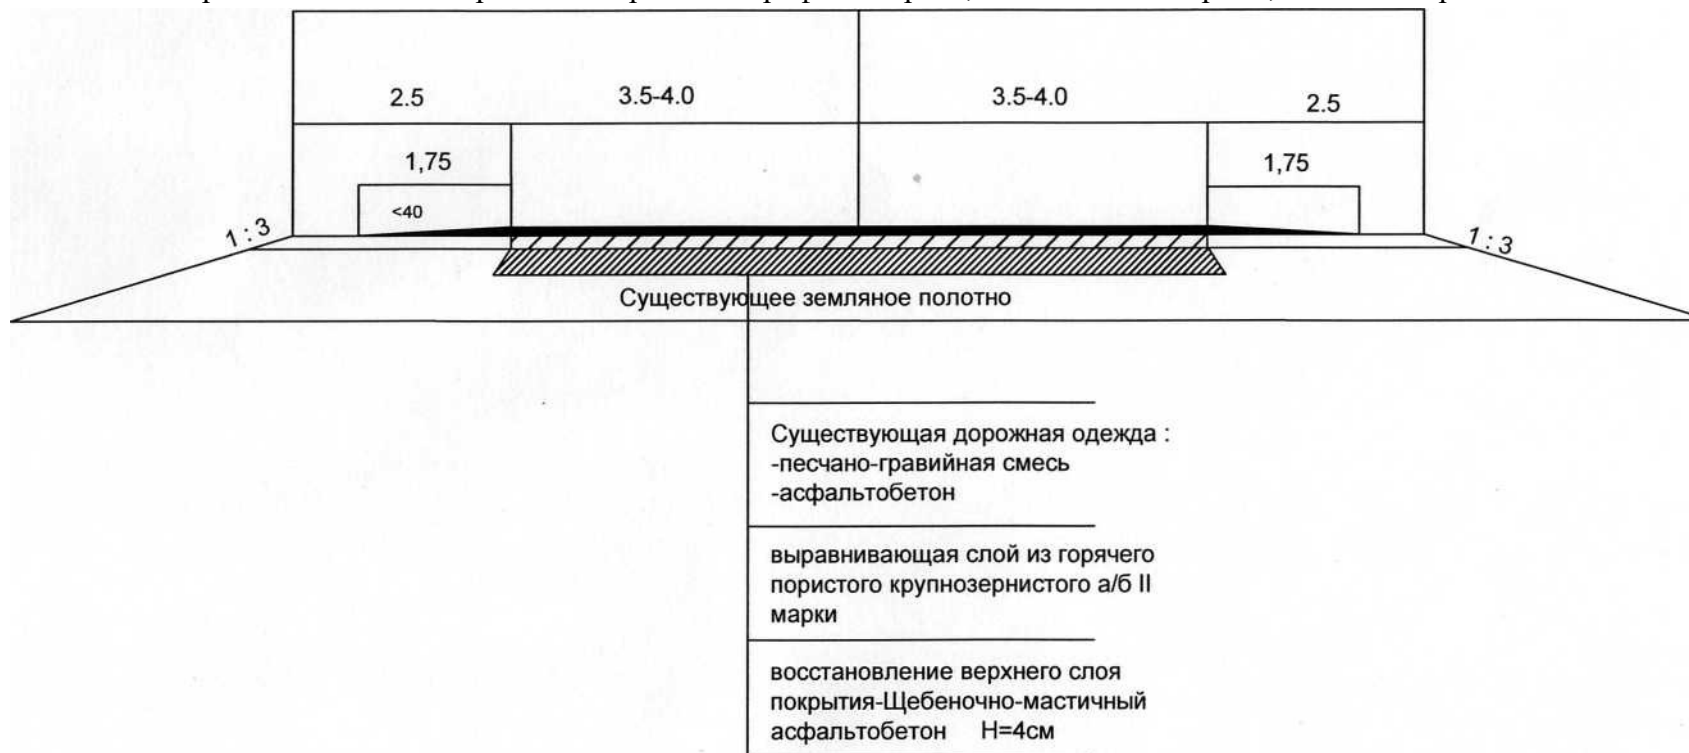 2.5 3.5-4.0 3.5-4.0 2.5
1,75 1,75
<40
1 : 3 1 : 3
Существующее земляное полотно
Существующая дорожная одежда :
-песчано-гравийная смесь
-асфальтобетон
выравнивающая слой из горячего
пористого крупнозернистого а/б II
марки
восстановление верхнего слоя
покрытия-Щебеночно-мастичный
асфальтобетон H=4см